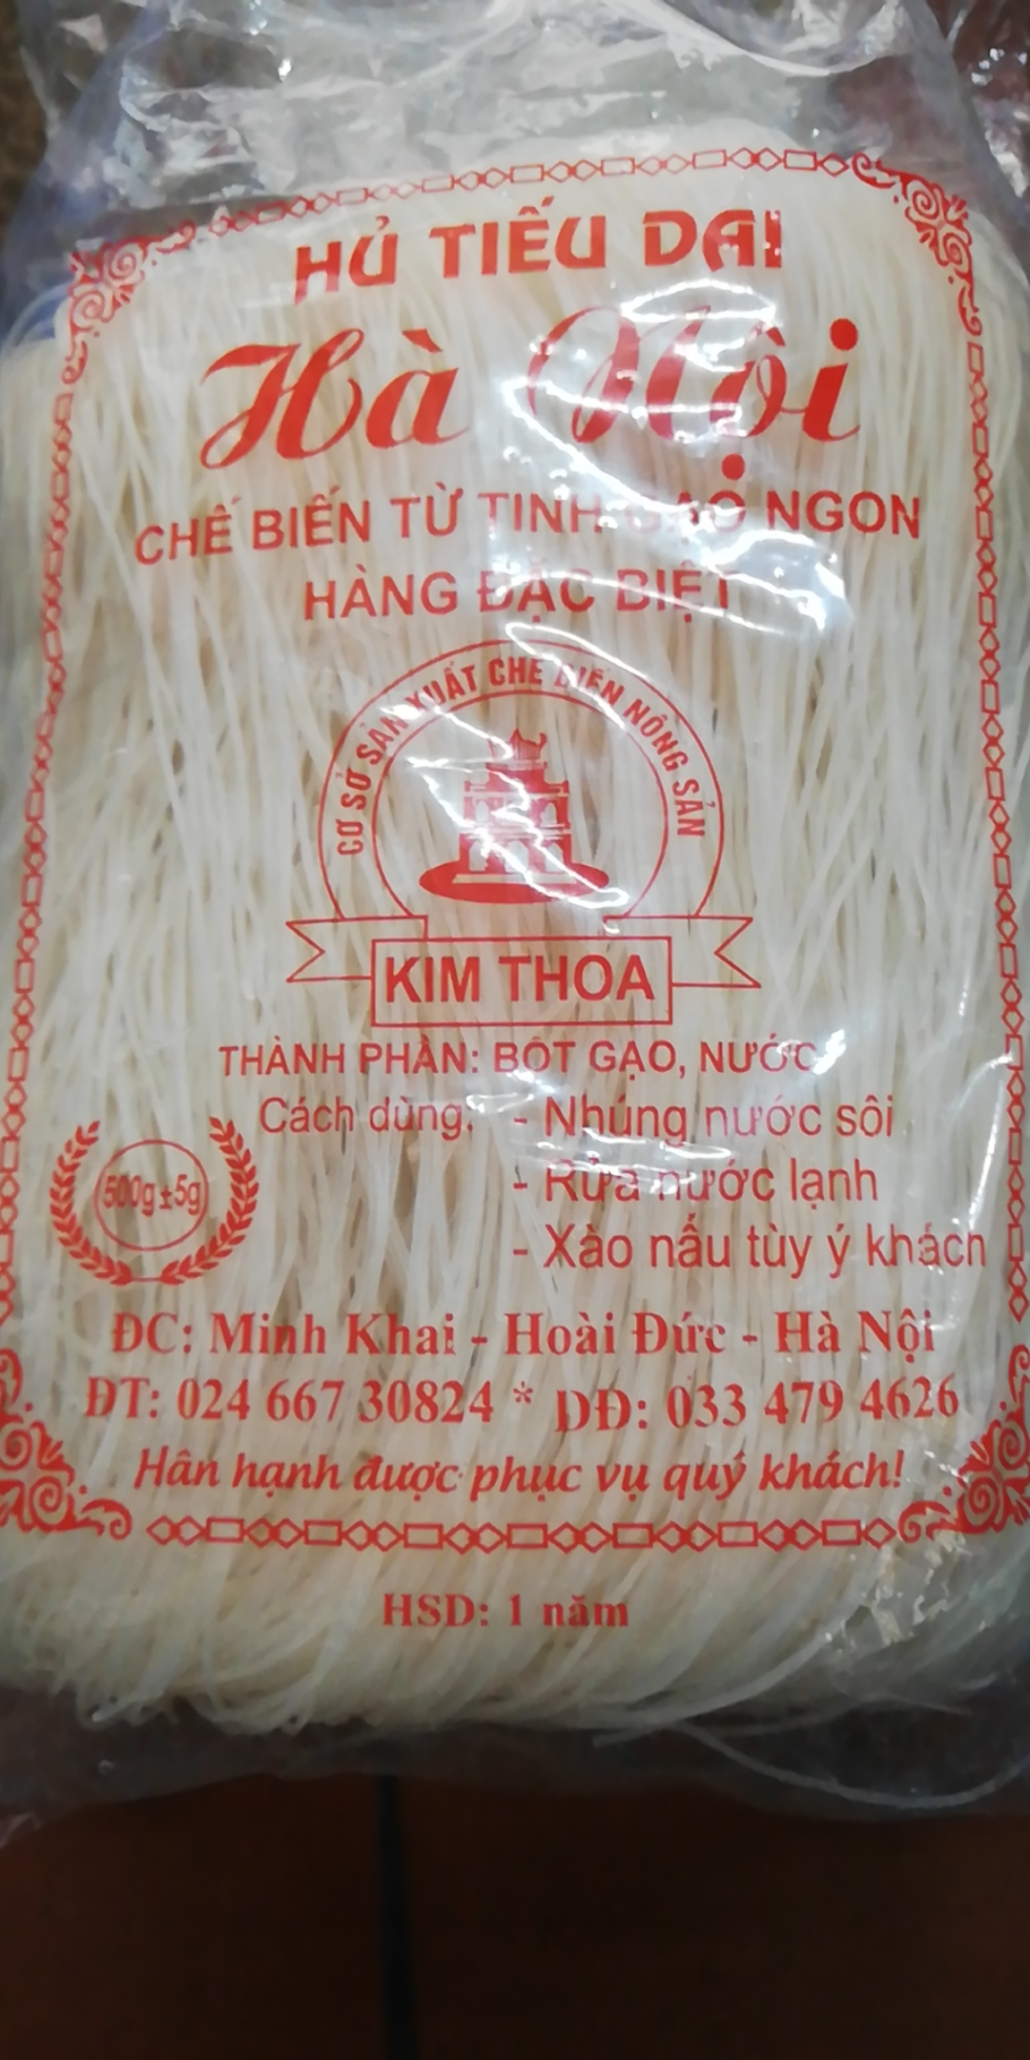 HỦ TIẾU DAI
Hà Nội
CHẾ BIẾN TỪ TINH GẠO NGON
HÀNG ĐẶC BIỆT
CƠ SỞ SẢN XUẤT CHẾ BIẾN NÔNG SẢN
KIM THOA
THÀNH PHẦN: BỘT GẠO, NƯỚC
Cách dùng: - Nhúng nước sôi
- Rửa nước lạnh
500g±5g
- Xào nấu tùy ý khách
ĐC: Minh Khai - Hoài Đức - Hà Nội
ĐT: 024 667 30824 * DĐ: 033 479 4626
Hân hạnh được phục vụ quý khách!
HSD: 1 năm